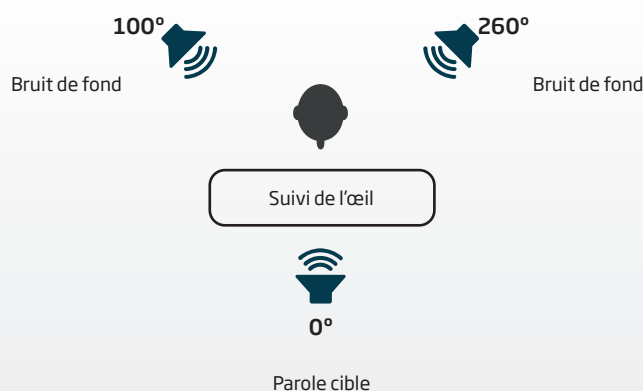 100°
260°
Bruit de fond
Bruit de fond
Suivi de l'œil
0°
Parole cible